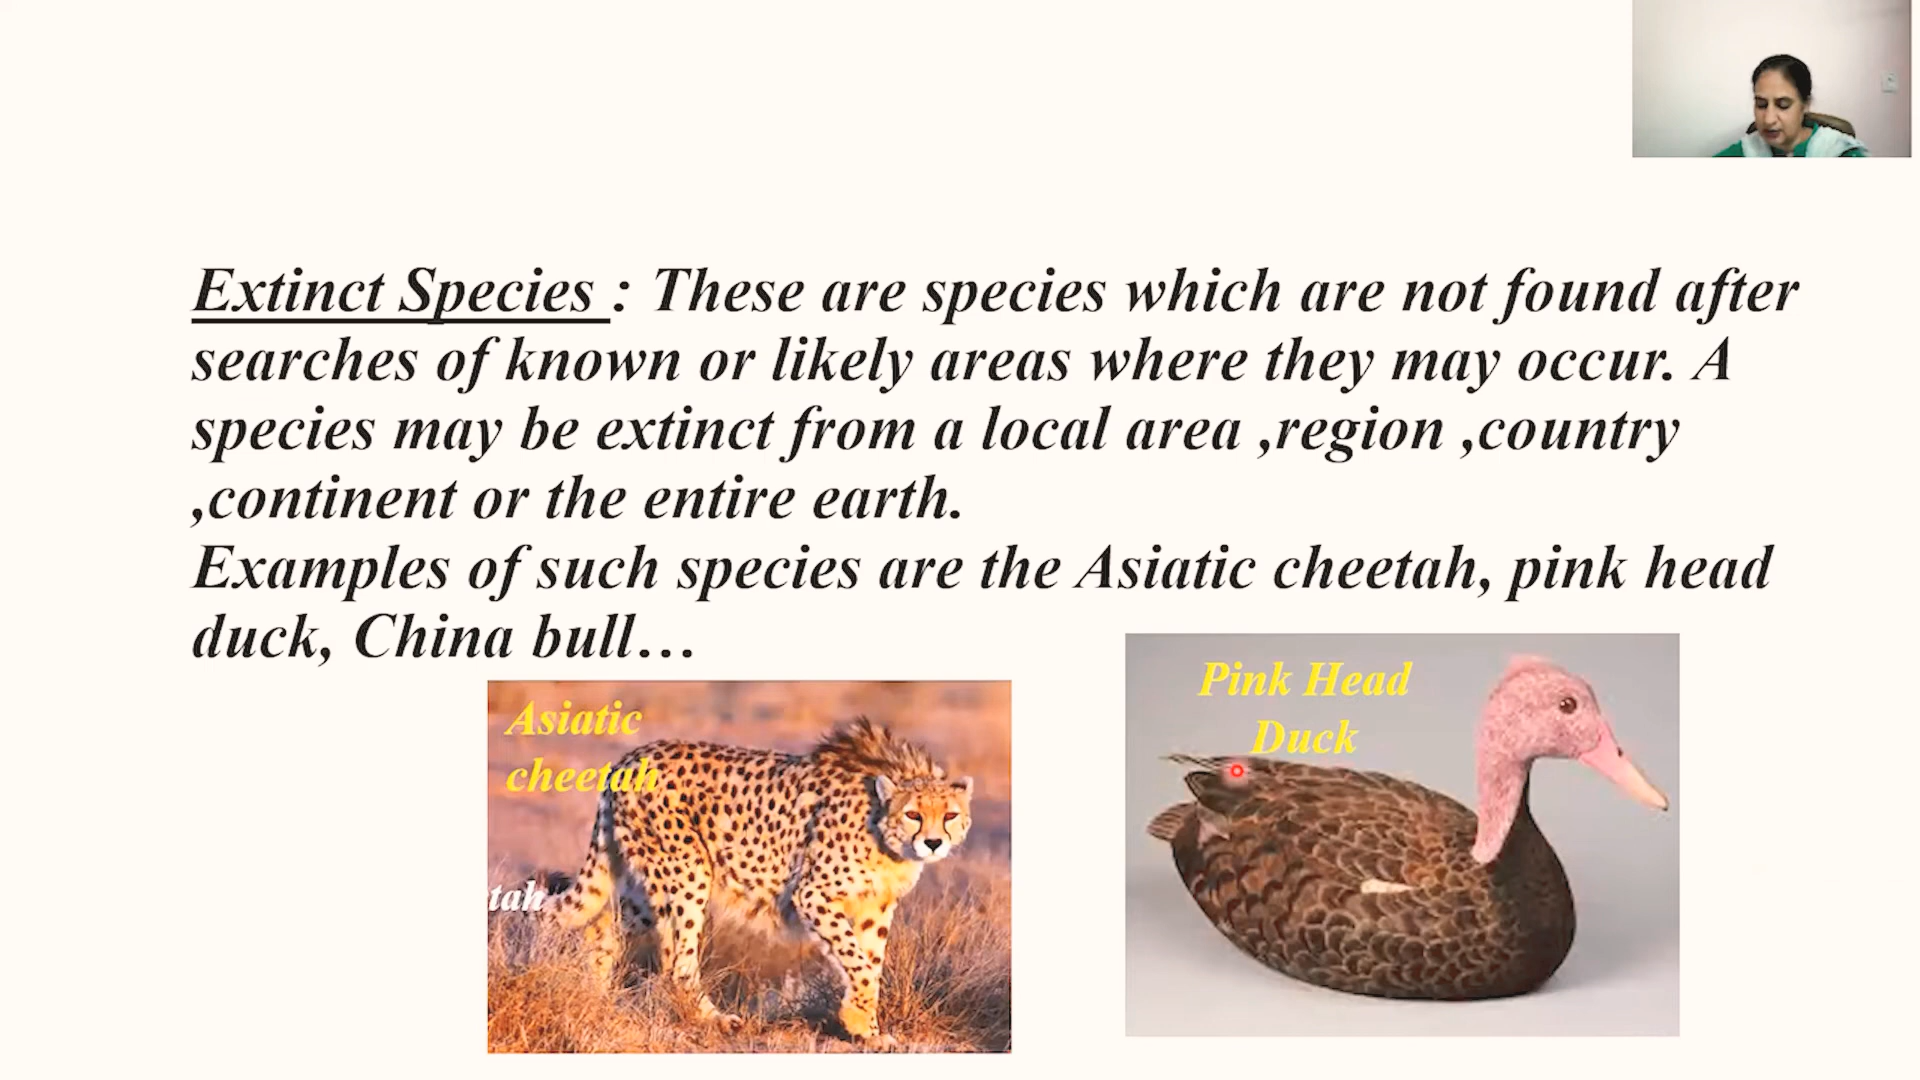 Extinct Species : These are species which are not found after
searches of known or likely areas where they may occur. A
species may be extinct from a local area ,region ,country
,continent or the entire earth.
Examples of such species are the Asiatic cheetah, pink head
duck, China bull…
Asiatic
cheetah
tah
Pink Head
Duck